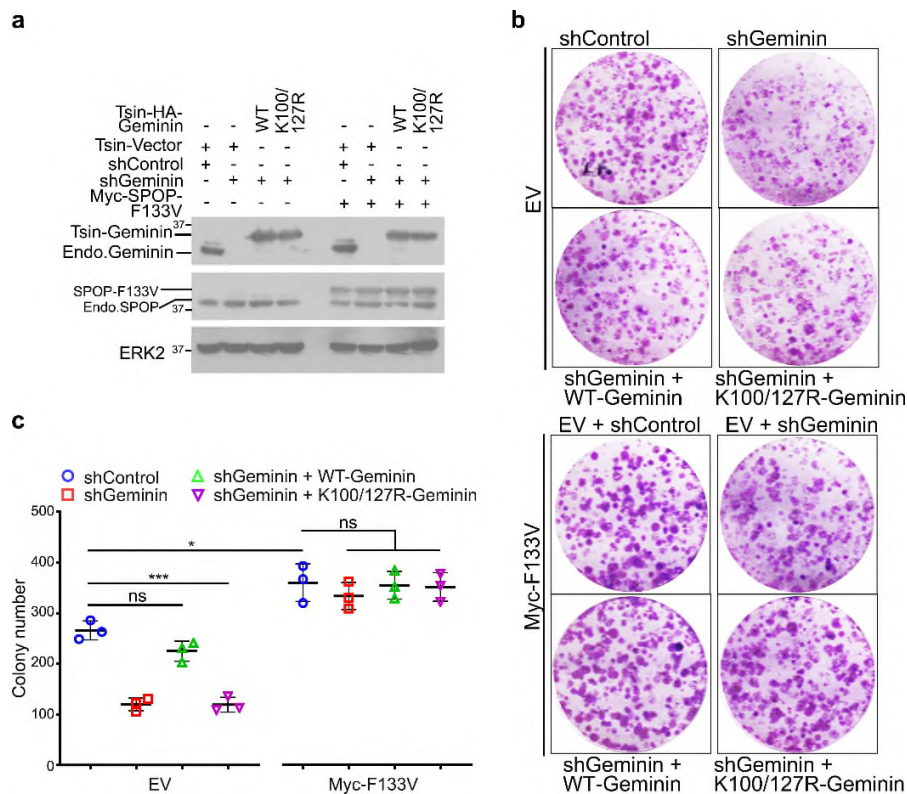 a
Tsin-HA-
Geminin
- - WT K100/127R - - WT K100/127R
Tsin-Vector + + - - + + - -
shControl + - - - + - - -
shGeminin - + + + - + + +
Myc-SPOP-
F133V
- - - - + + + +
Tsin-Geminin 37
Endo.Geminin
SPOP-F133V
Endo.SPOP 37
ERK2 37
b
shControl shGeminin
EV
shGeminin +
WT-Geminin
shGeminin +
K100/127R-Geminin
EV + shControl EV + shGeminin
Myc-F133V
shGeminin +
WT-Geminin
shGeminin +
K100/127R-Geminin
c
shControl shGeminin + WT-Geminin
shGeminin shGeminin + K100/127R-Geminin
Colony number
500
400
300
200
100
0
*
***
ns
ns
EV Myc-F133V